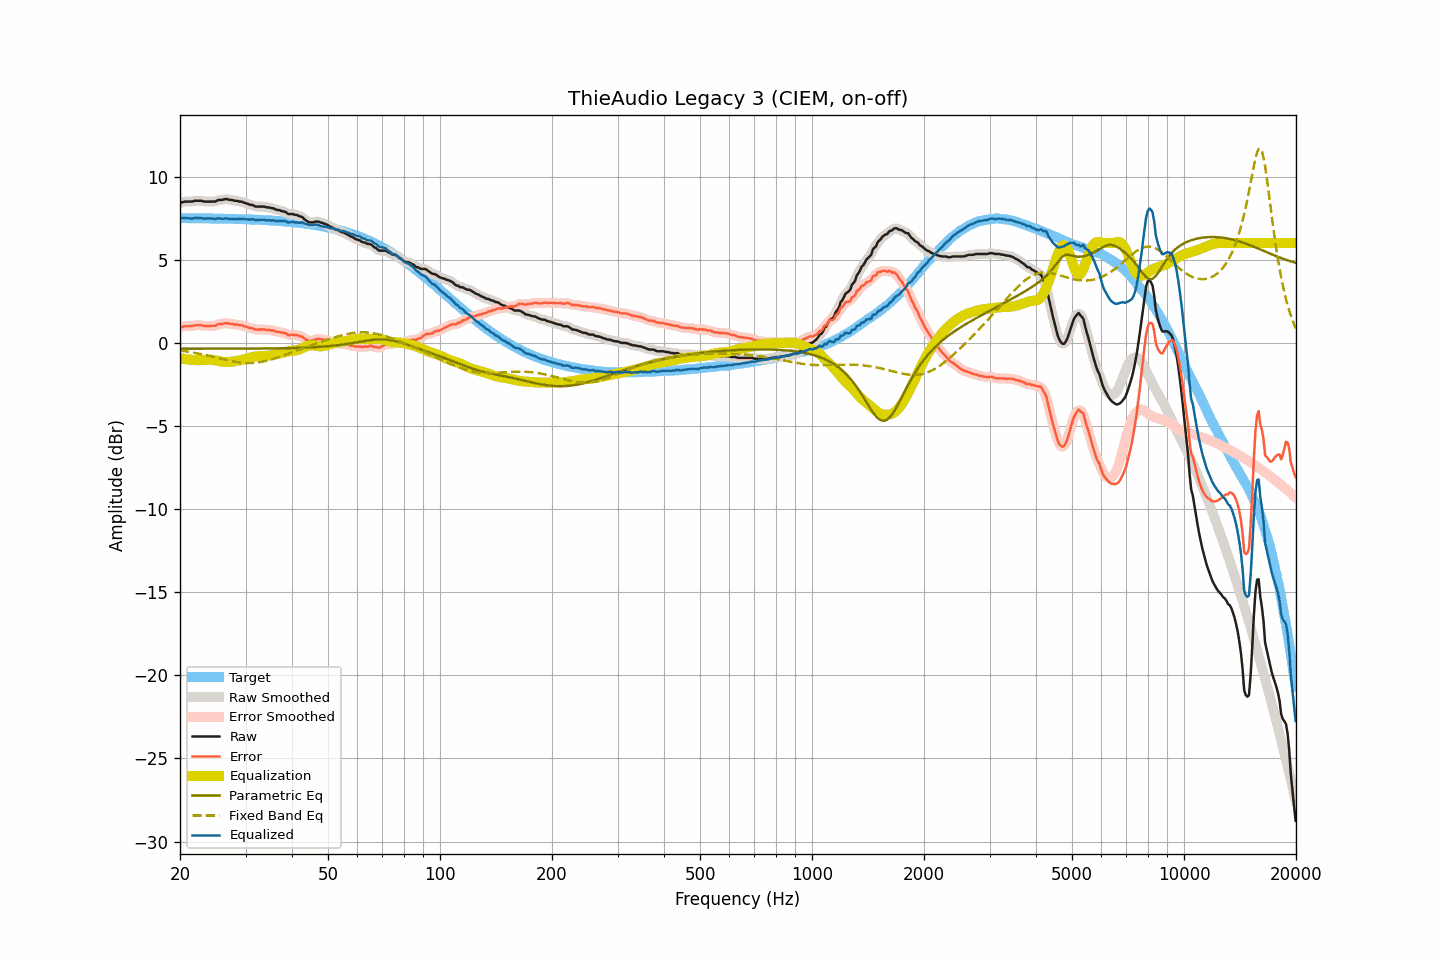 ThieAudio Legacy 3 (CIEM, on-off)
10
5
0
−5
−10
−15
−20
−25
−30
Amplitude (dBr)
Target
Raw Smoothed
Error Smoothed
Raw
Error
Equalization
Parametric Eq
Fixed Band Eq
Equalized
20 50 100 200 500 1000 2000 5000 10000 20000
Frequency (Hz)